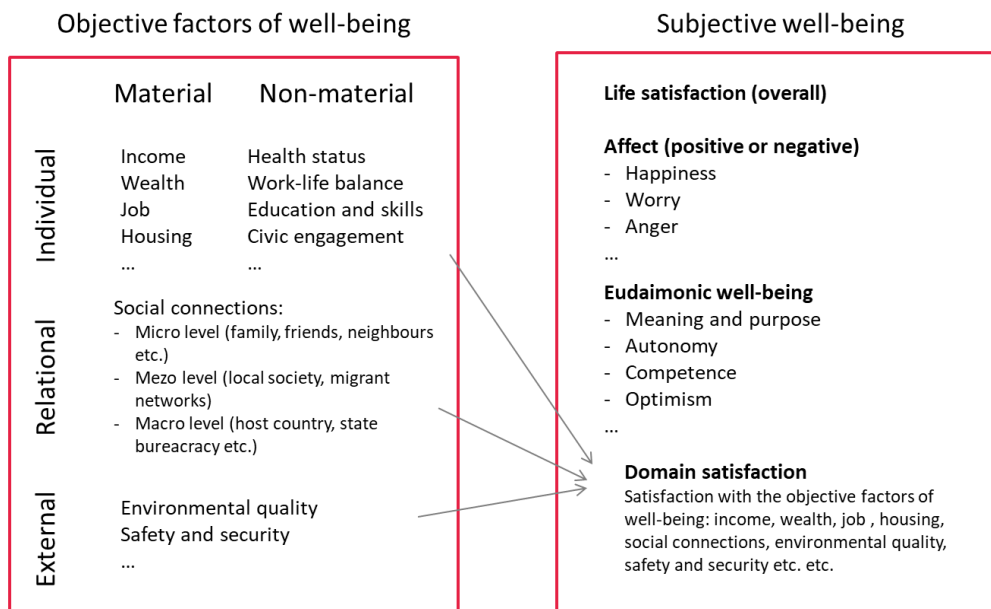 Objective factors of well-being
Subjective well-being
Material Non-material
Individual
Income Health status
Wealth Work-life balance
Job Education and skills
Housing Civic engagement
… …
Relational
Social connections:
- Micro level (family, friends, neighbours
etc.)
- Mezo level (local society, migrant
networks)
- Macro level (host country, state
bureacracy etc.)
External
Environmental quality
Safety and security
…
Life satisfaction (overall)
Affect (positive or negative)
- Happiness
- Worry
- Anger
…
Eudaimonic well-being
- Meaning and purpose
- Autonomy
- Competence
- Optimism
…
Domain satisfaction
Satisfaction with the objective factors of
well-being: income, wealth, job , housing,
social connections, environmental quality,
safety and security etc. etc.